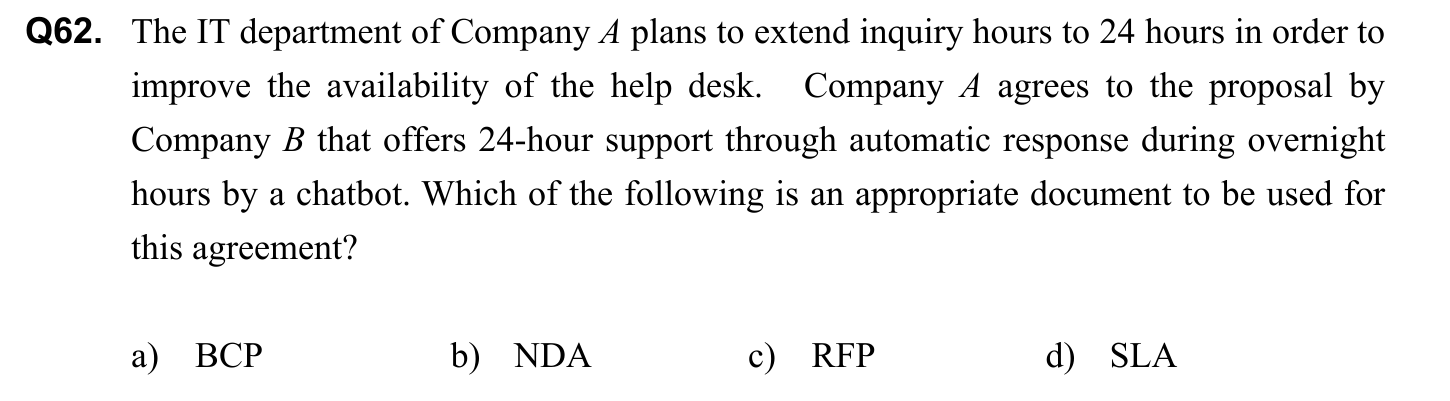 Q62. The IT department of Company A plans to extend inquiry hours to 24 hours in order to
improve the availability of the help desk. Company A agrees to the proposal by
Company B that offers 24-hour support through automatic response during overnight
hours by a chatbot. Which of the following is an appropriate document to be used for
this agreement?
a) BCP b) NDA c) RFP d) SLA